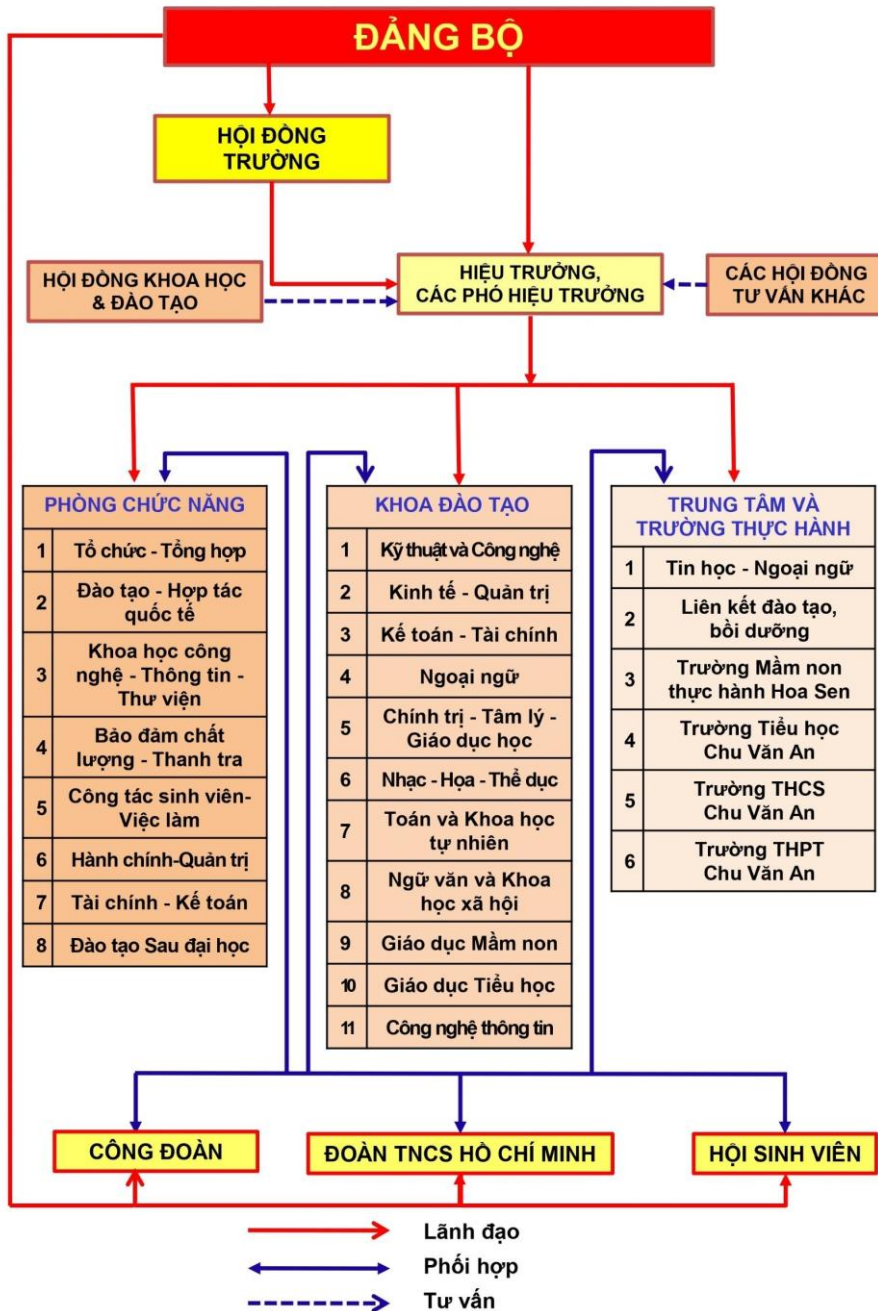 ĐẢNG BỘ
HỘI ĐỒNG
TRƯỜNG
HỘI ĐỒNG KHOA HỌC
& ĐÀO TẠO
HIỆU TRƯỞNG,
CÁC PHÓ HIỆU TRƯỞNG
CÁC HỘI ĐỒNG
TƯ VẤN KHÁC
PHÒNG CHỨC NĂNG
1 Tổ chức - Tổng hợp
2 Đào tạo - Hợp tác
quốc tế
3 Khoa học công
nghệ - Thông tin -
Thư viện
4 Bảo đảm chất
lượng - Thanh tra
5 Công tác sinh viên-
Việc làm
6 Hành chính-Quản trị
7 Tài chính - Kế toán
8 Đào tạo Sau đại học
KHOA ĐÀO TẠO
1 Kỹ thuật và Công nghệ
2 Kinh tế - Quản trị
3 Kế toán - Tài chính
4 Ngoại ngữ
5 Chính trị - Tâm lý -
Giáo dục học
6 Nhạc - Họa - Thể dục
7 Toán và Khoa học
tự nhiên
8 Ngữ văn và Khoa
học xã hội
9 Giáo dục Mầm non
10 Giáo dục Tiểu học
11 Công nghệ thông tin
TRUNG TÂM VÀ
TRƯỜNG THỰC HÀNH
1 Tin học - Ngoại ngữ
2 Liên kết đào tạo,
bồi dưỡng
3 Trường Mầm non
thực hành Hoa Sen
4 Trường Tiểu học
Chu Văn An
5 Trường THCS
Chu Văn An
6 Trường THPT
Chu Văn An
CÔNG ĐOÀN
ĐOÀN TNCS HỒ CHÍ MINH
HỘI SINH VIÊN
Lãnh đạo
Phối hợp
Tư vấn